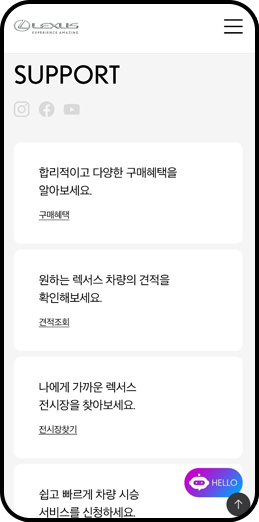 LEXUS
EXPERIENCE AMAZING
SUPPORT
합리적이고 다양한 구매혜택을
알아보세요.
구매혜택
원하는 렉서스 차량의 견적을
확인해보세요.
견적조회
나에게 가까운 렉서스
전시장을 찾아보세요.
전시장찾기
쉽고 빠르게 차량 시승
서비스를 신청하세요.
HELLO